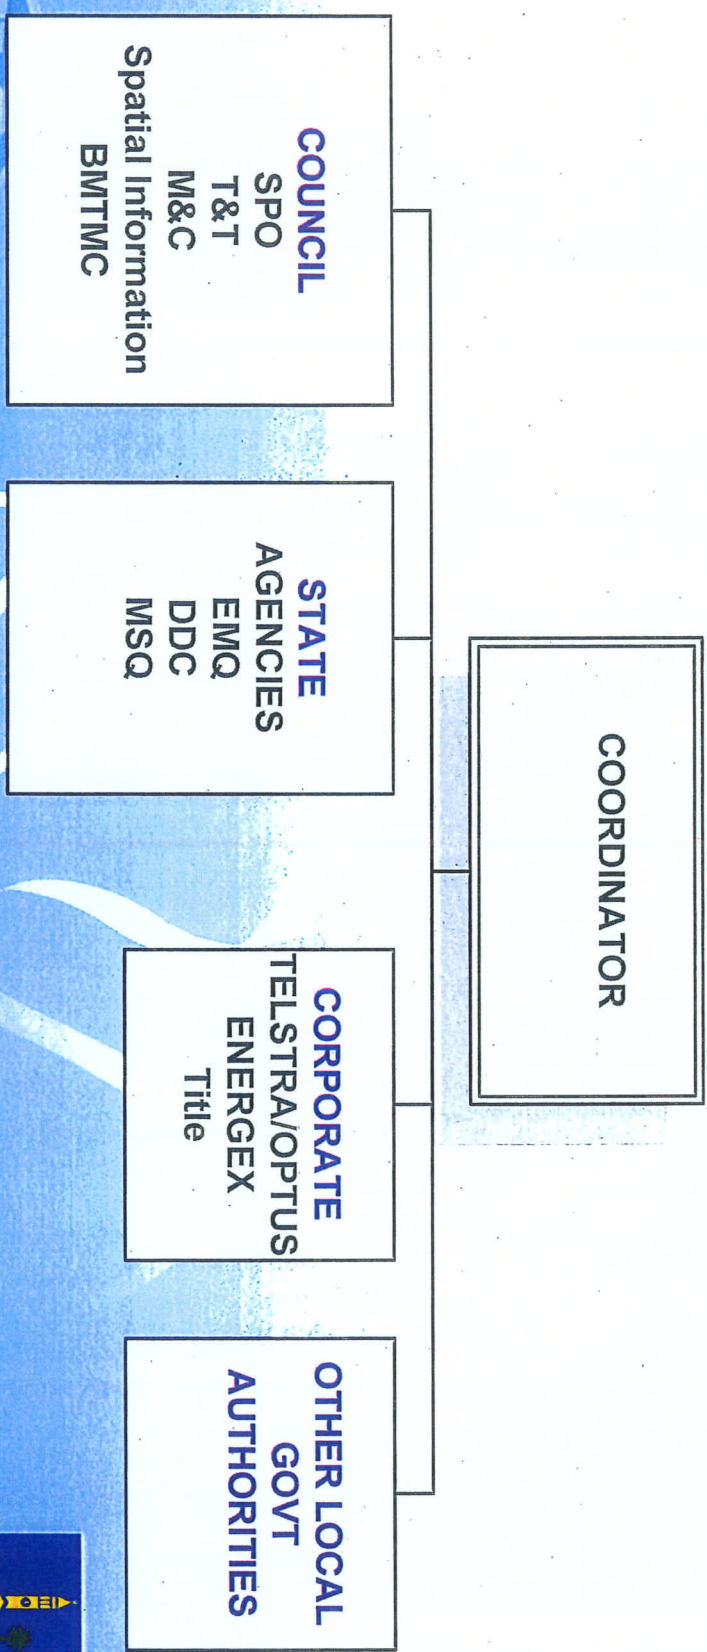 COORDINATOR
COUNCIL
SPO
T&T
M&C
Spatial Information
BMTMC
STATE
AGENCIES
EMQ
DDC
MSQ
CORPORATE
TELSTRA/OPTUS
ENERGEX
Title
OTHER LOCAL
GOVT
AUTHORITIES